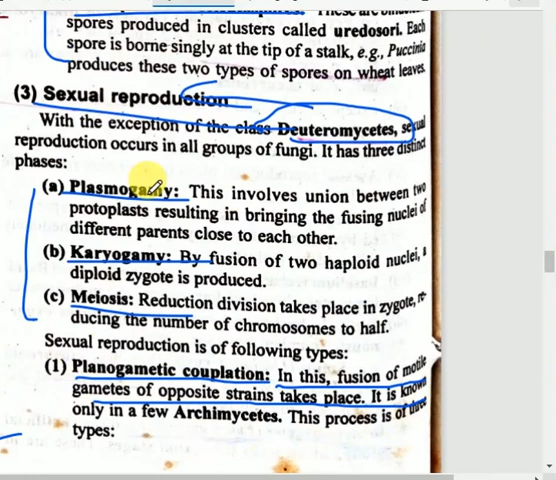 spores produced in clusters called uredosori. Each
spore is borne singly at the tip of a stalk, e.g., Puccinia
produces these two types of spores on wheat leaves.
(3) Sexual reproduction
With the exception of the class Deuteromycetes, sexual
reproduction occurs in all groups of fungi. It has three distinct
phases:
(a) Plasmogamy: This involves union between two
protoplasts resulting in bringing the fusing nuclei of
different parents close to each other.
(b) Karyogamy: By fusion of two haploid nuclei, a
diploid zygote is produced.
(c) Meiosis: Reduction division takes place in zygote, re-
ducing the number of chromosomes to half.
Sexual reproduction is of following types:
(1) Planogametic couplation: In this, fusion of motile
gametes of opposite strains takes place. It is known
only in a few Archimycetes. This process is of three
types: